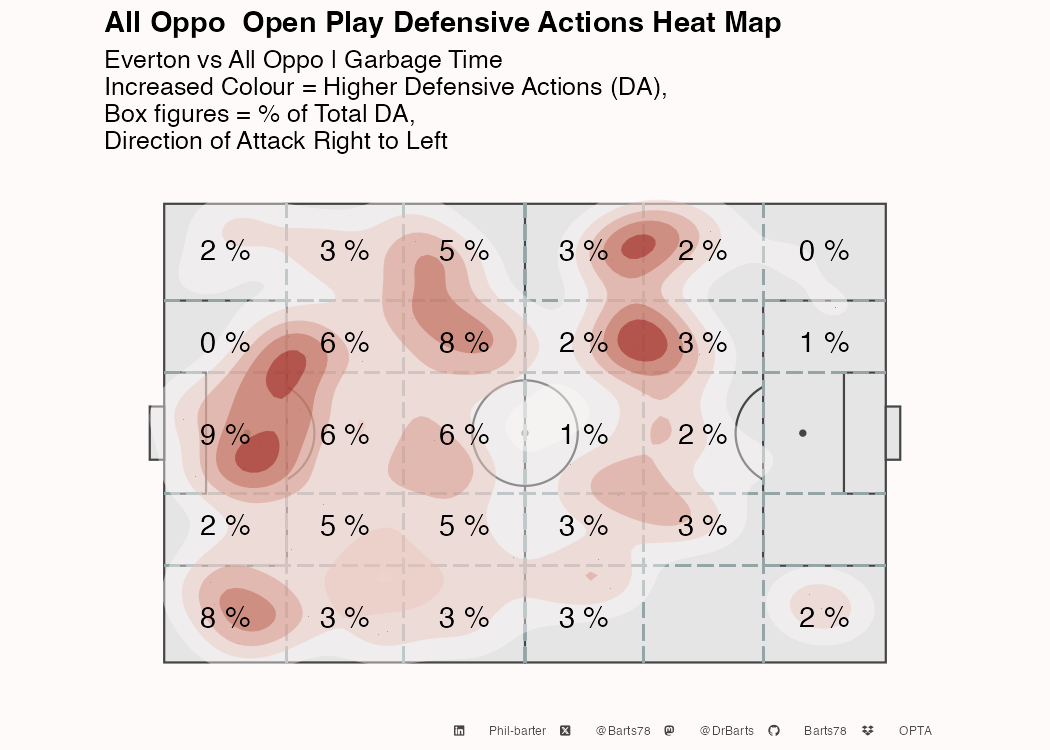 All Oppo  Open Play Defensive Actions Heat Map
Everton vs All Oppo | Garbage Time
Increased Colour = Higher Defensive Actions (DA),
Box figures = % of Total DA,
Direction of Attack Right to Left
2 % 3 % 5 % 3 % 2 % 0 %
0 % 6 % 8 % 2 % 3 % 1 %
9 % 6 % 6 % 1 % 2 %
2 % 5 % 5 % 3 % 3 %
8 % 3 % 3 % 3 % 2 %
Phil-barter @Barts78 @DrBarts Barts78 OPTA